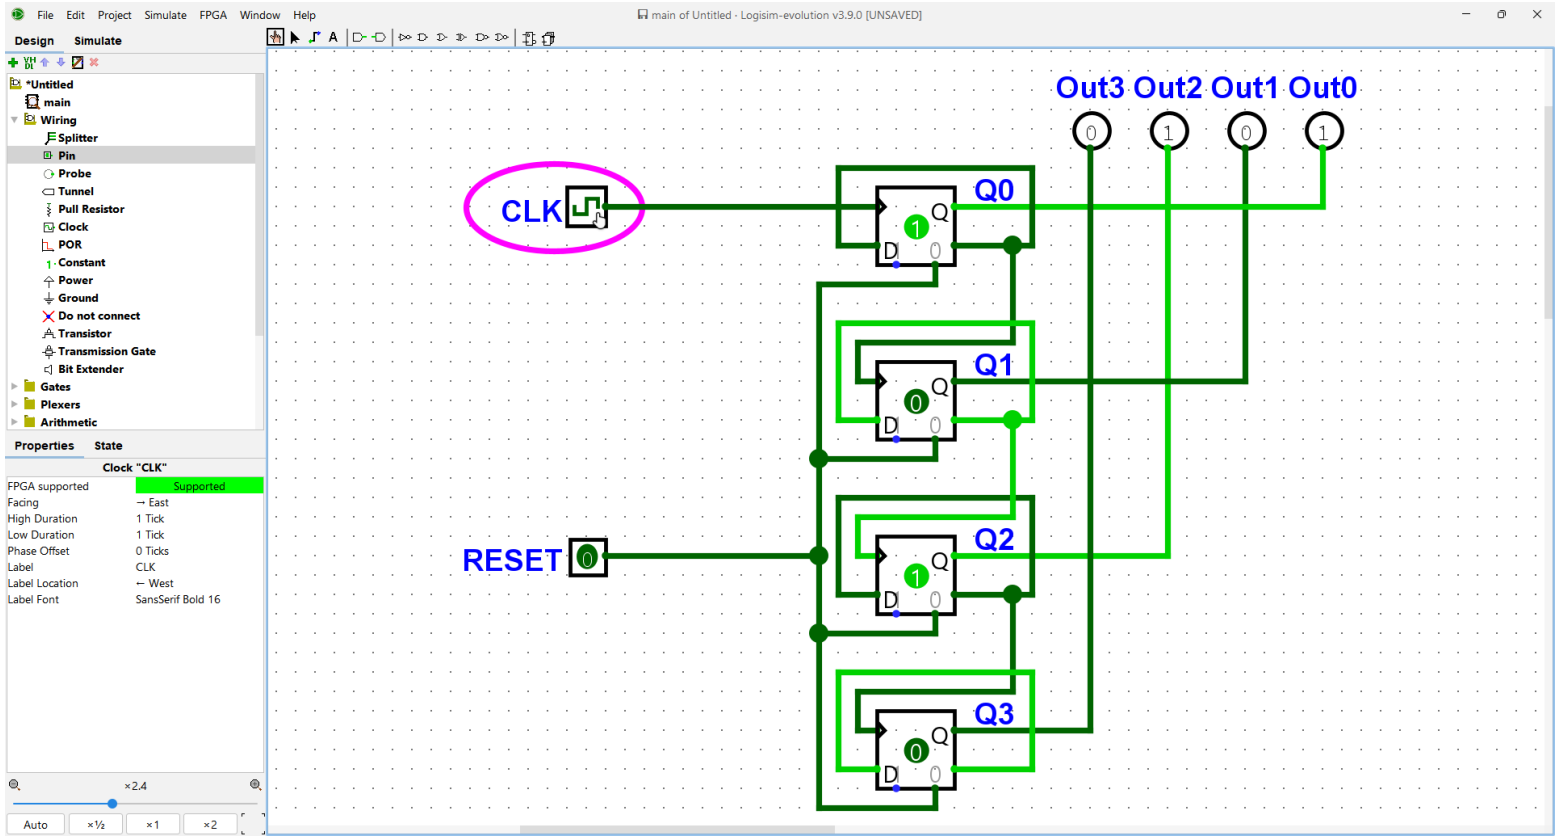 File Edit Project Simulate FPGA Window Help
main of Untitled · Logisim-evolution v3.9.0 [UNSAVED]
Design Simulate
A
VH
DL
*Untitled
main
Wiring
Splitter
Pin
Probe
Tunnel
Pull Resistor
Clock
POR
1 Constant
Power
Ground
Do not connect
Transistor
Transmission Gate
Bit Extender
Gates
Plexers
Arithmetic
Properties State
Clock "CLK"
FPGA supported Supported
Facing → East
High Duration 1 Tick
Low Duration 1 Tick
Phase Offset 0 Ticks
Label CLK
Label Location ← West
Label Font SansSerif Bold 16
×2.4
Auto ×½ ×1 ×2
Out3 Out2 Out1 Out0
0 1 0 1
CLK
Q0
Q
1
D 0
Q1
Q
0
D 0
RESET 0
Q2
Q
1
D 0
Q3
Q
0
D 0